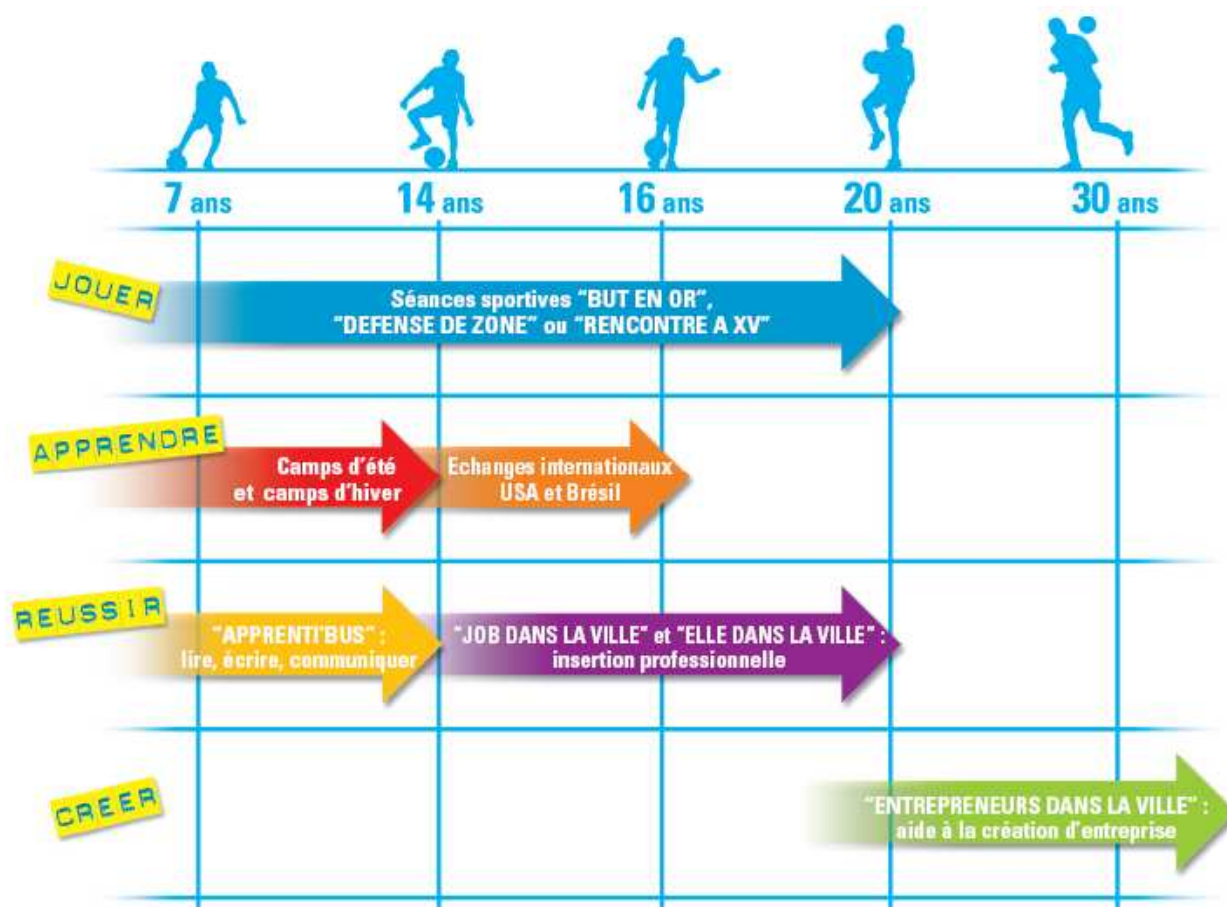 7 ans
14 ans
16 ans
20 ans
30 ans
JOUER
Séances sportives "BUT EN OR",
"DEFENSE DE ZONE" ou "RENCONTRE A XV"
APPRENDRE
Camps d'été
et camps d'hiver
Echanges internationaux
USA et Brésil
REUSSIR
"APPRENTI'BUS" :
lire, écrire, communiquer
"JOB DANS LA VILLE" et "ELLE DANS LA VILLE" :
insertion professionnelle
CREER
"ENTREPRENEURS DANS LA VILLE" :
aide à la création d'entreprise